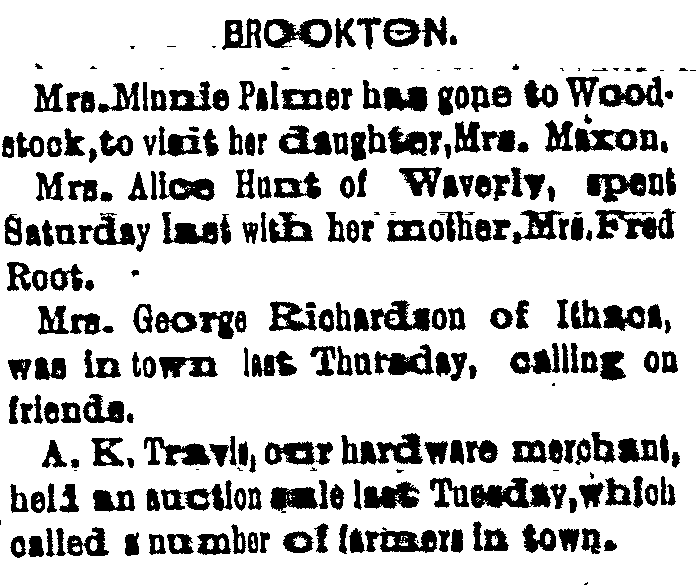 BROOKTON.
Mrs. Minnie Palmer has gone to Wood-
stock, to visit her daughter, Mrs. Maxon.
Mrs. Alice Hunt of Waverly, spent
Saturday last with her mother, Mrs. Fred
Root.
Mrs. George Richardson of Ithaca,
was in town last Thursday, calling on
friends.
A. K. Travis, our hardware merchant,
held an auction sale last Tuesday, which
called a number of farmers in town.